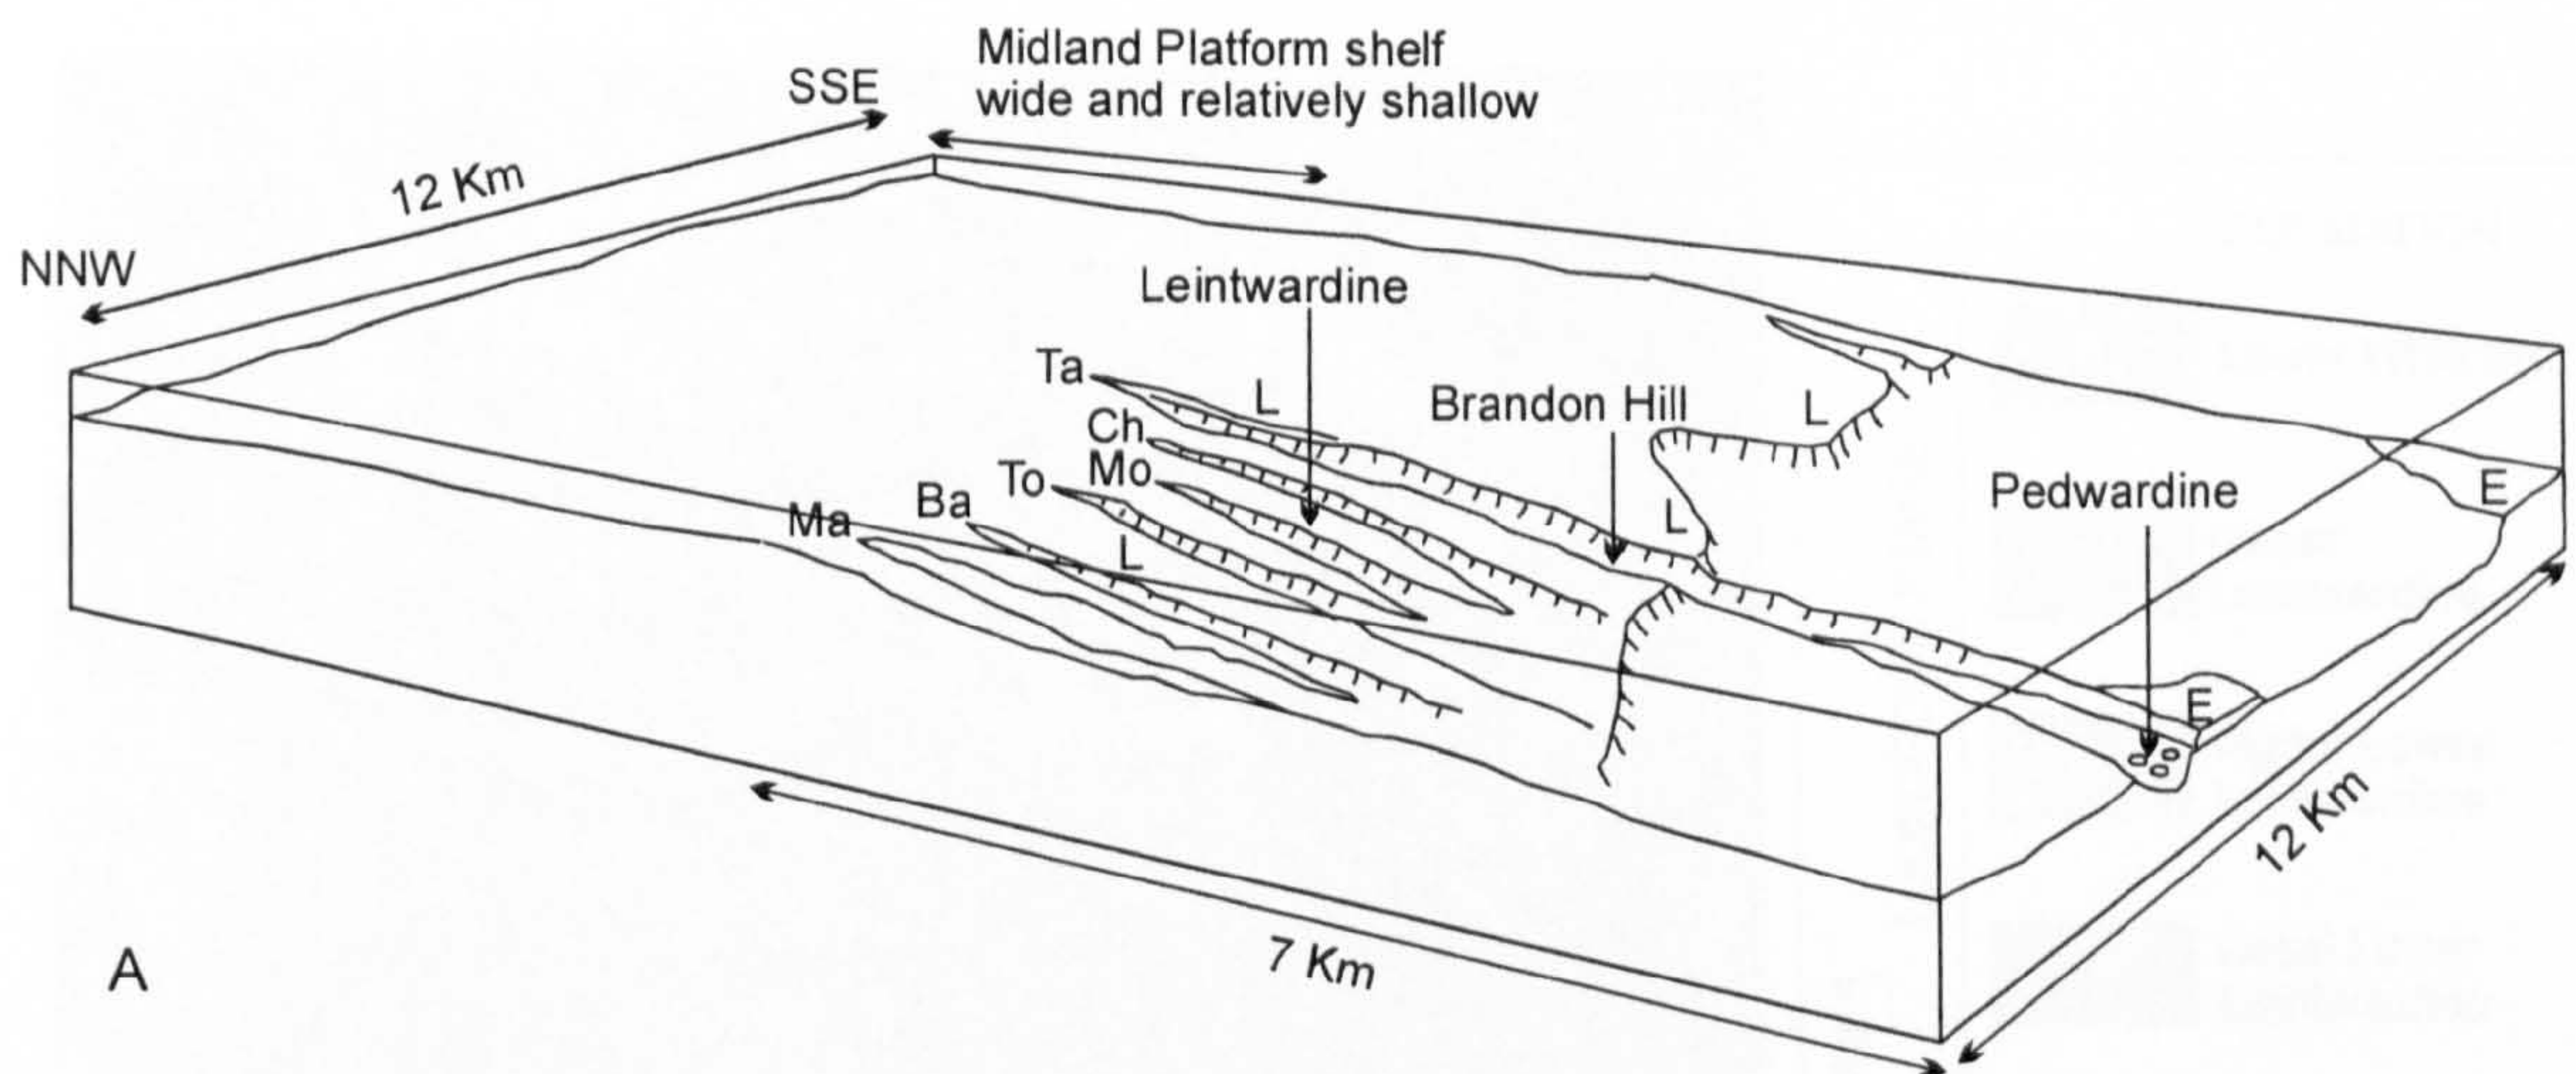 Midland Platform shelf
wide and relatively shallow
SSE
12 Km
NNW
Leintwardine
Ta
L
Ch
Brandon Hill
L
Mo
To
Ba
Ma
L
L
Pedwardine
E
E
12 Km
7 Km
A